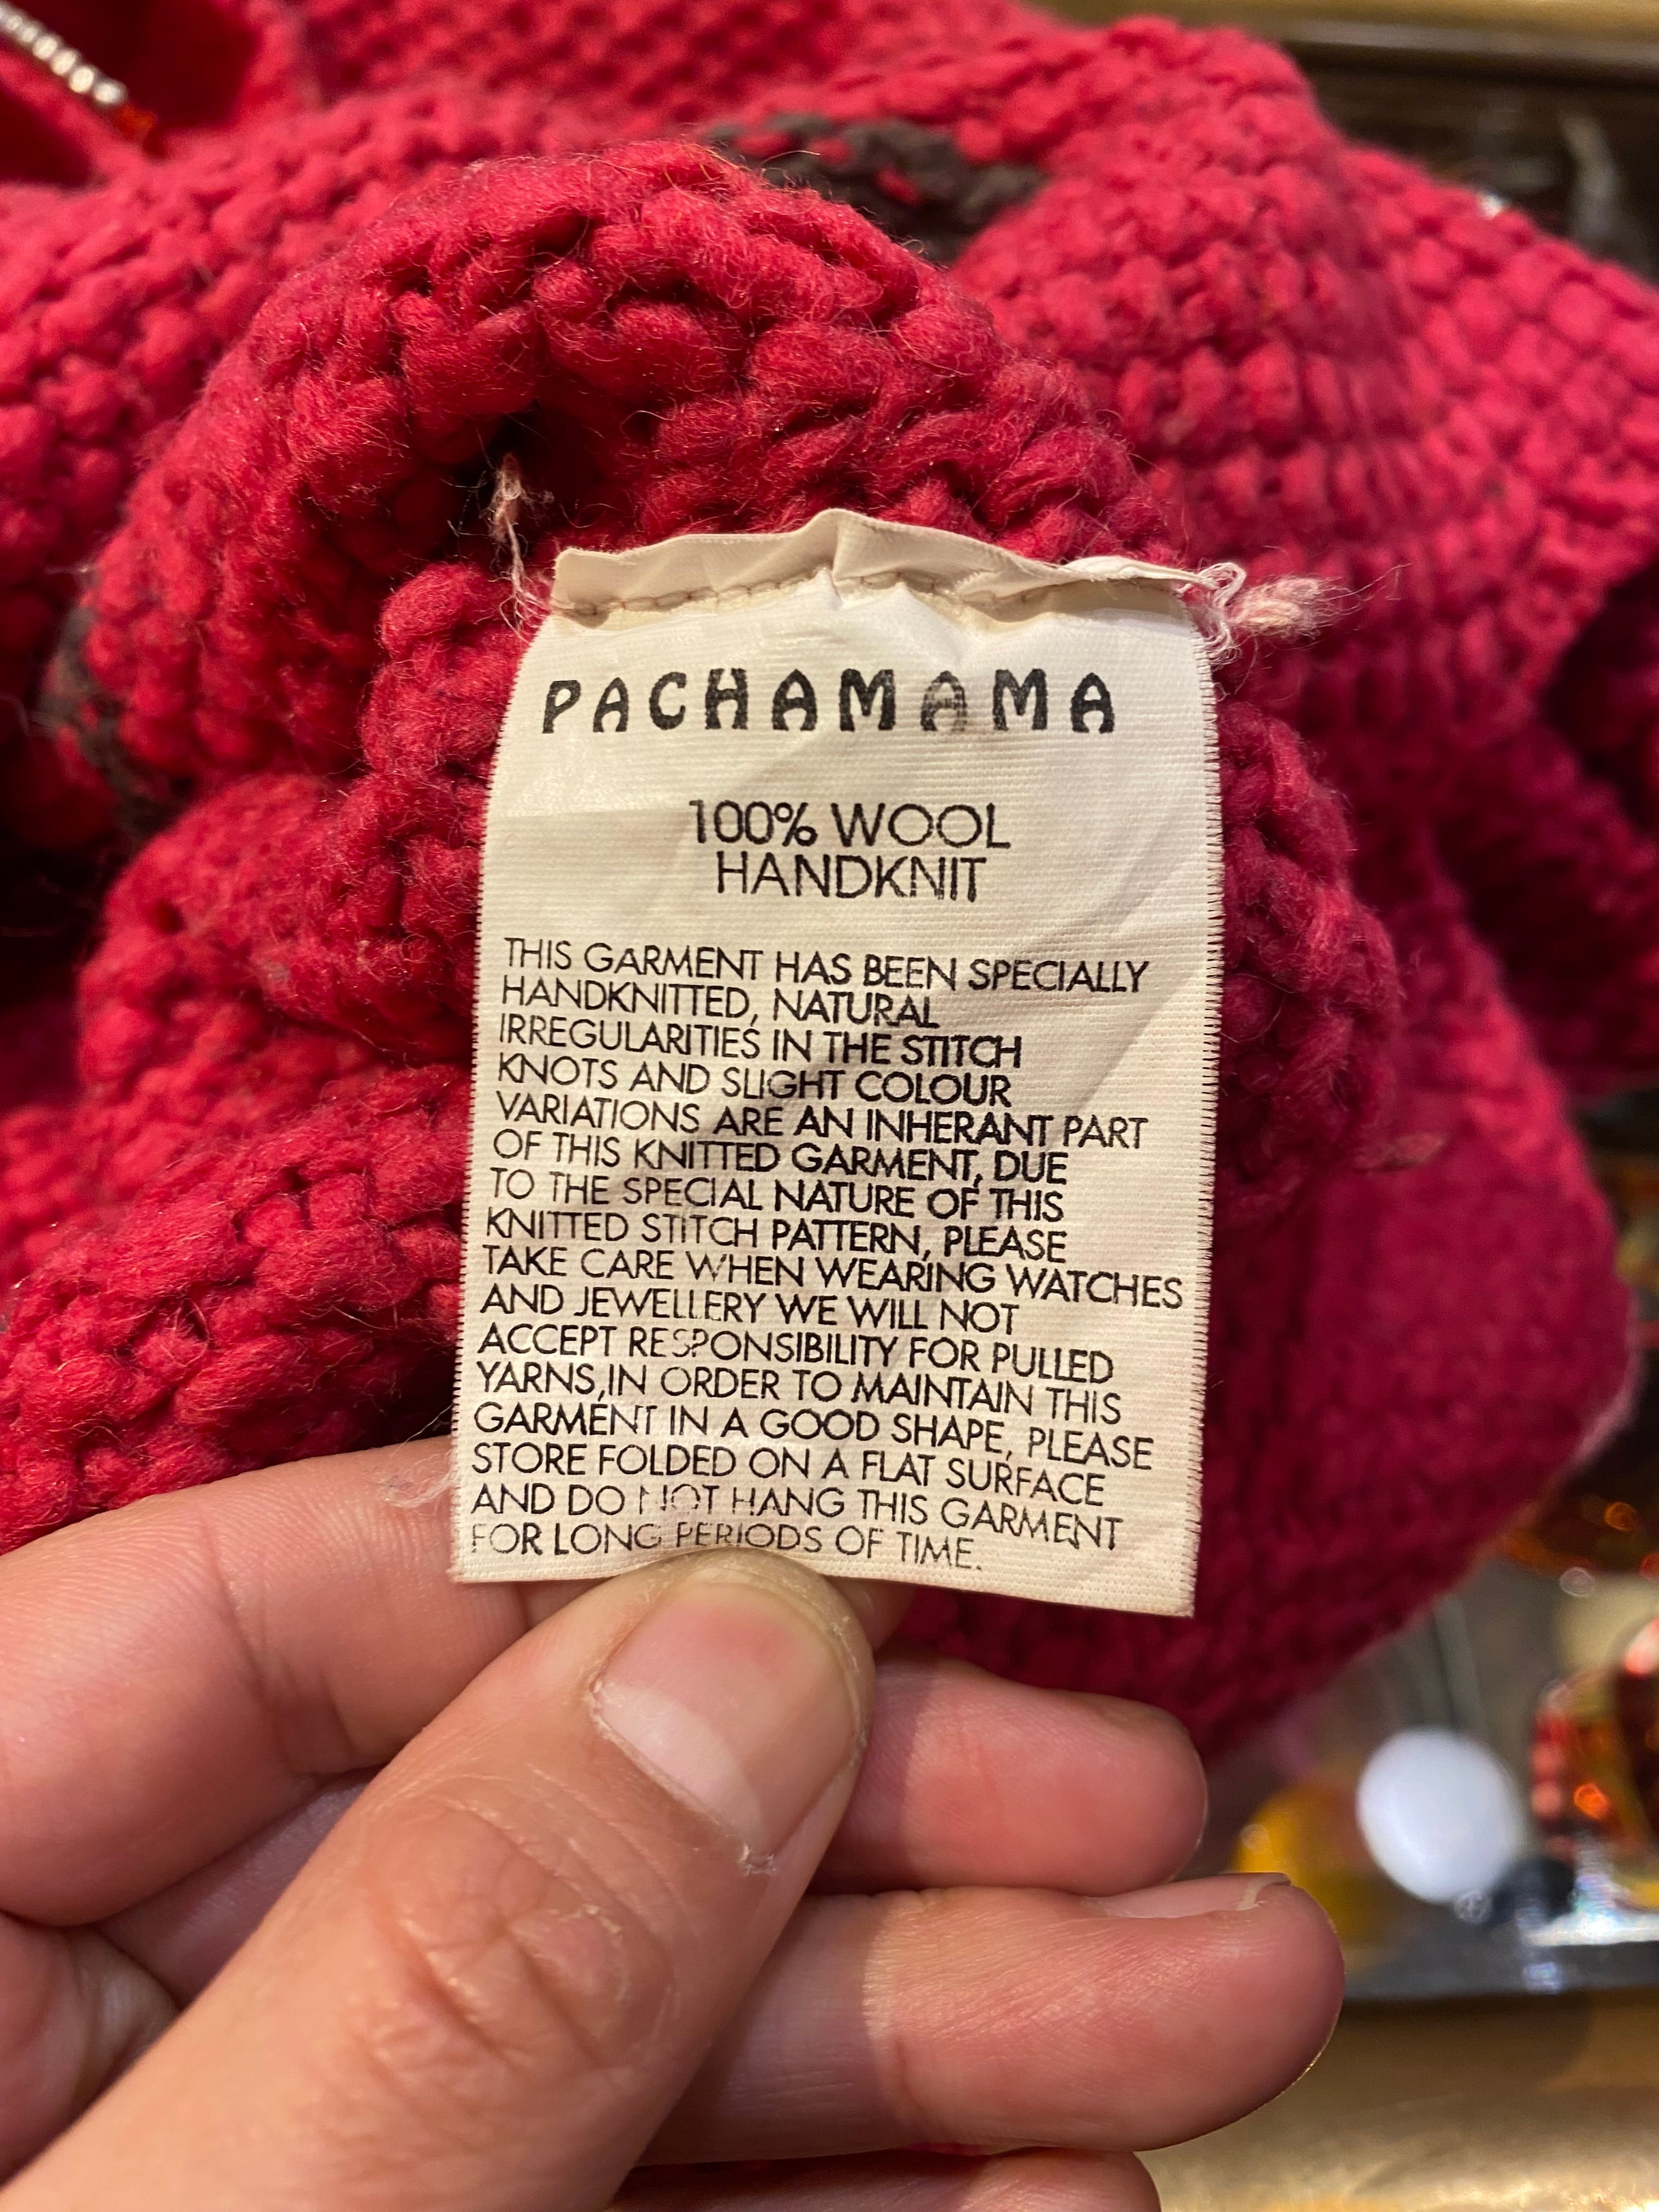 PACHAMAMA
100% WOOL
HANDKNIT
THIS GARMENT HAS BEEN SPECIALLY
HANDKNITTED, NATURAL
IRREGULARITIES IN THE STITCH
KNOTS AND SLIGHT COLOUR
VARIATIONS ARE AN INHERANT PART
OF THIS KNITTED GARMENT, DUE
TO THE SPECIAL NATURE OF THIS
KNITTED STITCH PATTERN, PLEASE
TAKE CARE WHEN WEARING WATCHES
AND JEWELLERY WE WILL NOT
ACCEPT RESPONSIBILITY FOR PULLED
YARNS,IN ORDER TO MAINTAIN THIS
GARMENT IN A GOOD SHAPE, PLEASE
STORE FOLDED ON A FLAT SURFACE
AND DO NOT HANG THIS GARMENT
FOR LONG PERIODS OF TIME.